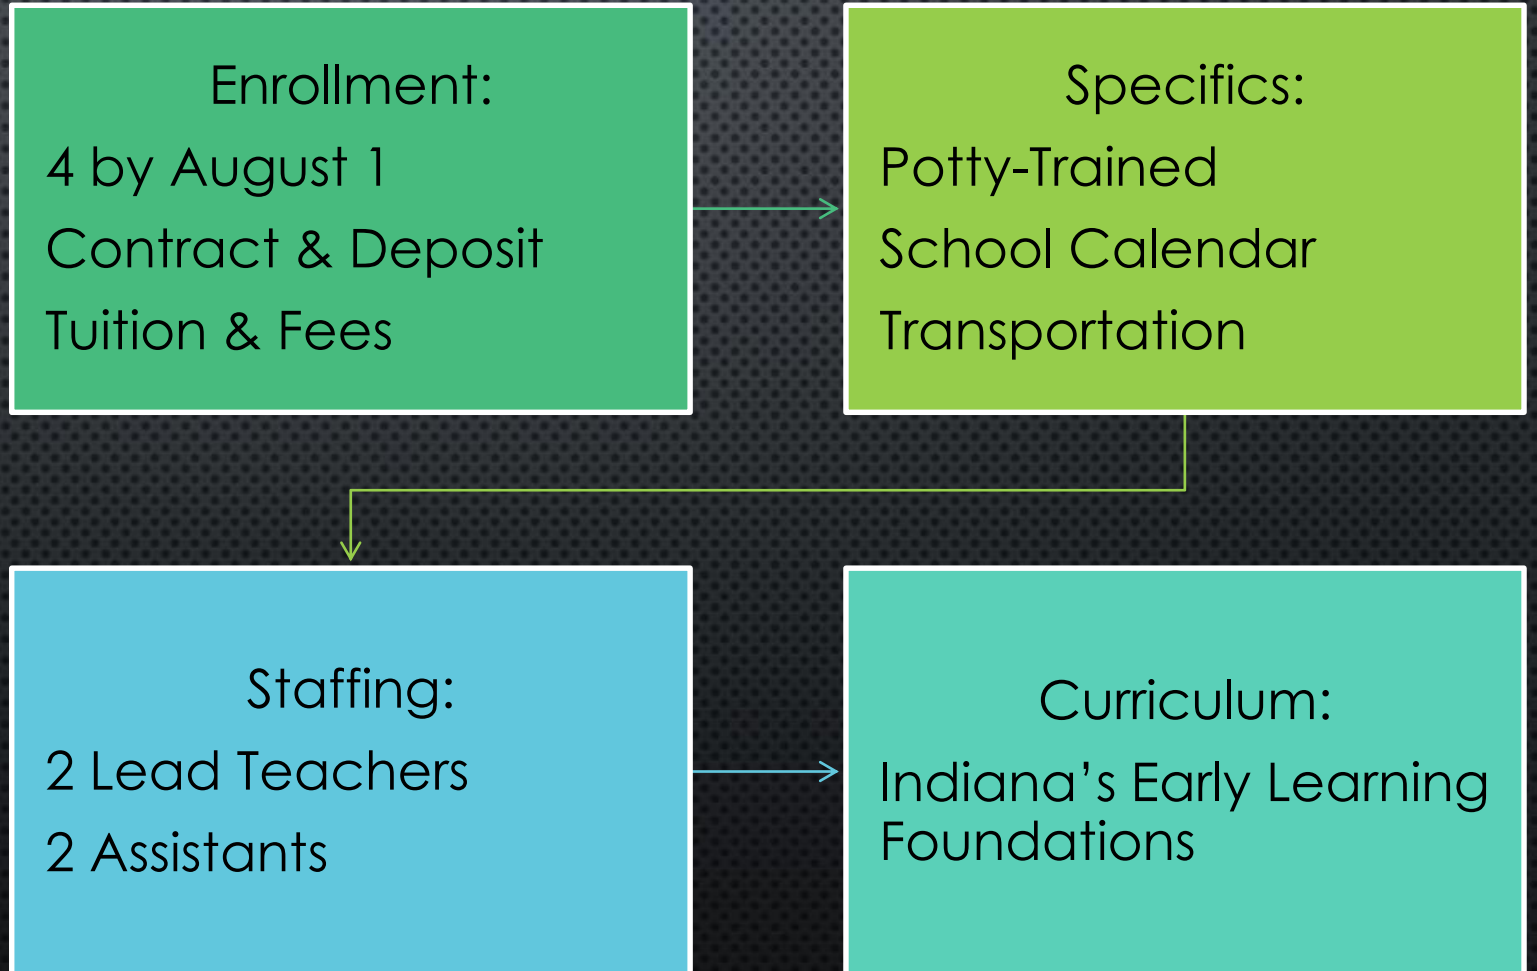 Enrollment:
4 by August 1
Contract & Deposit
Tuition & Fees
Specifics:
Potty-Trained
School Calendar
Transportation
Staffing:
2 Lead Teachers
2 Assistants
Curriculum:
Indiana’s Early Learning
Foundations